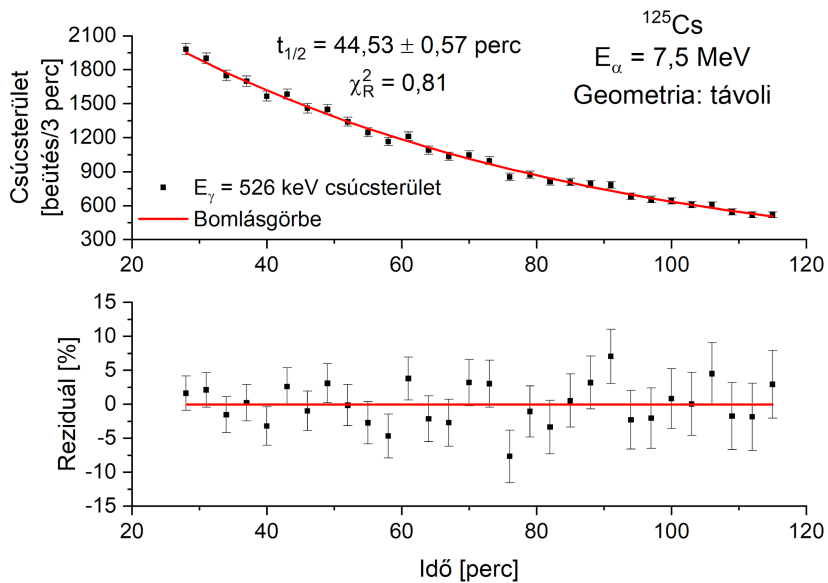 2100
1800
1500
1200
900
600
300
Csúcsterület
[beütés/3 perc]
t1/2 = 44,53 ± 0,57 perc
χ²R = 0,81
¹²⁵Cs
Eα = 7,5 MeV
Geometria: távoli
Eγ = 526 keV csúcsterület
Bomlásgörbe
20 40 60 80 100 120
15
10
5
0
-5
-10
-15
Reziduál [%]
20 40 60 80 100 120
Idő [perc]